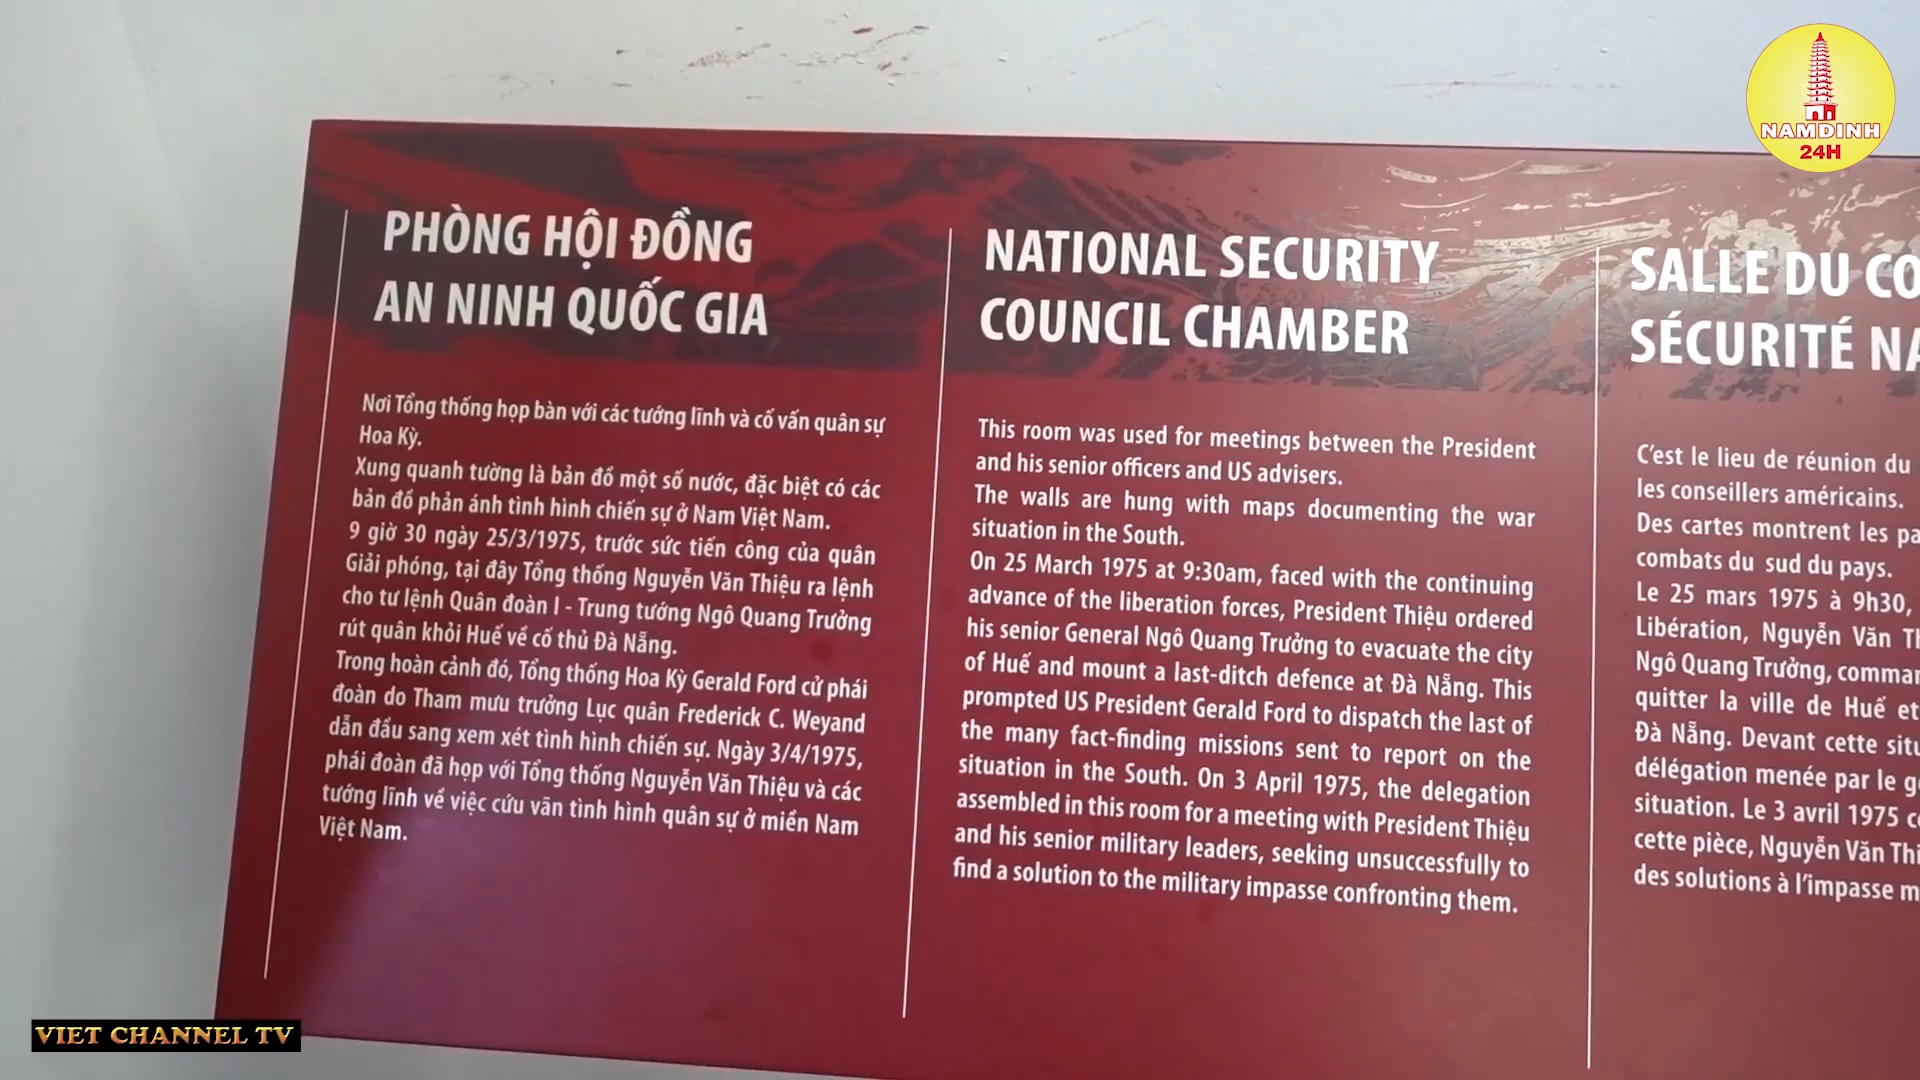 PHÒNG HỘI ĐỒNG
AN NINH QUỐC GIA
Nơi Tổng thống họp bàn với các tướng lĩnh và cố vấn quân sự
Hoa Kỳ.
Xung quanh tường là bản đồ một số nước, đặc biệt có các
bản đồ phản ánh tình hình chiến sự ở Nam Việt Nam.
9 giờ 30 ngày 25/3/1975, trước sức tiến công của quân
Giải phóng, tại đây Tổng thống Nguyễn Văn Thiệu ra lệnh
cho tư lệnh Quân đoàn I - Trung tướng Ngô Quang Trưởng
rút quân khỏi Huế về cố thủ Đà Nẵng.
Trong hoàn cảnh đó, Tổng thống Hoa Kỳ Gerald Ford cử phái
đoàn do Tham mưu trưởng Lục quân Frederick C. Weyand
dẫn đầu sang xem xét tình hình chiến sự. Ngày 3/4/1975,
phái đoàn đã họp với Tổng thống Nguyễn Văn Thiệu và các
tướng lĩnh về việc cứu vãn tình hình quân sự ở miền Nam
Việt Nam.
NATIONAL SECURITY
COUNCIL CHAMBER
This room was used for meetings between the President
and his senior officers and US advisers.
The walls are hung with maps documenting the war
situation in the South.
On 25 March 1975 at 9:30am, faced with the continuing
advance of the liberation forces, President Thiệu ordered
his senior General Ngô Quang Trưởng to evacuate the city
of Huế and mount a last-ditch defence at Đà Nẵng. This
prompted US President Gerald Ford to dispatch the last of
the many fact-finding missions sent to report on the
situation in the South. On 3 April 1975, the delegation
assembled in this room for a meeting with President Thiệu
and his senior military leaders, seeking unsuccessfully to
find a solution to the military impasse confronting them.
SALLE DU
SÉCURITÉ
C'est le lieu de réunion du
les conseillers américains.
Des cartes montrent les
combats du sud du pays.
Le 25 mars 1975 à 9h30,
Libération, Nguyễn Văn
Ngô Quang Trưởng,
quitter la ville de Huế et
Đà Nẵng. Devant cette
délégation menée par le
situation. Le 3 avril 1975
cette pièce, Nguyễn Văn
des solutions à l'impasse
NAMDINH
24H
VIET CHANNEL TV